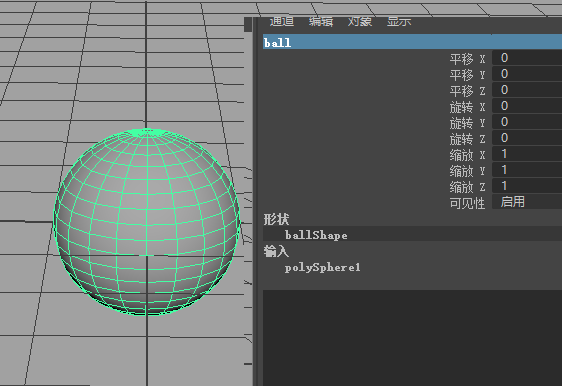 通道 编辑 对象 显示
ball
平移 X 0
平移 Y 0
平移 Z 0
旋转 X 0
旋转 Y 0
旋转 Z 0
缩放 X 1
缩放 Y 1
缩放 Z 1
可见性 启用
形状
ballShape
输入
polySphere1